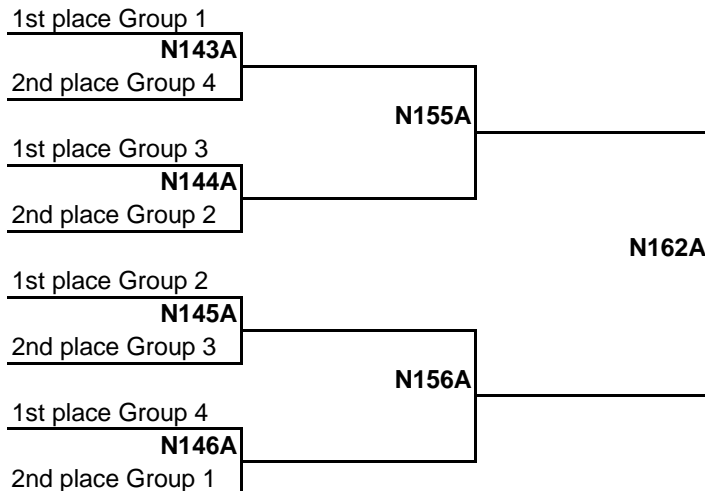 1st place Group 1
N143A
2nd place Group 4
N155A
1st place Group 3
N144A
2nd place Group 2
N162A
1st place Group 2
N145A
2nd place Group 3
N156A
1st place Group 4
N146A
2nd place Group 1